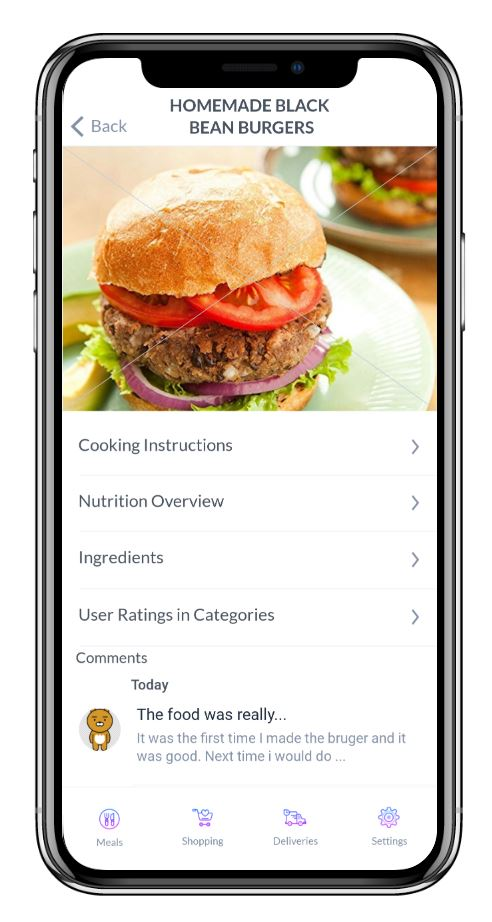 HOMEMADE BLACK
BEAN BURGERS
Back
Cooking Instructions
Nutrition Overview
Ingredients
User Ratings in Categories
Comments
Today
The food was really...
It was the first time I made the bruger and it
was good. Next time i would do ...
Meals
Shopping
Deliveries
Settings